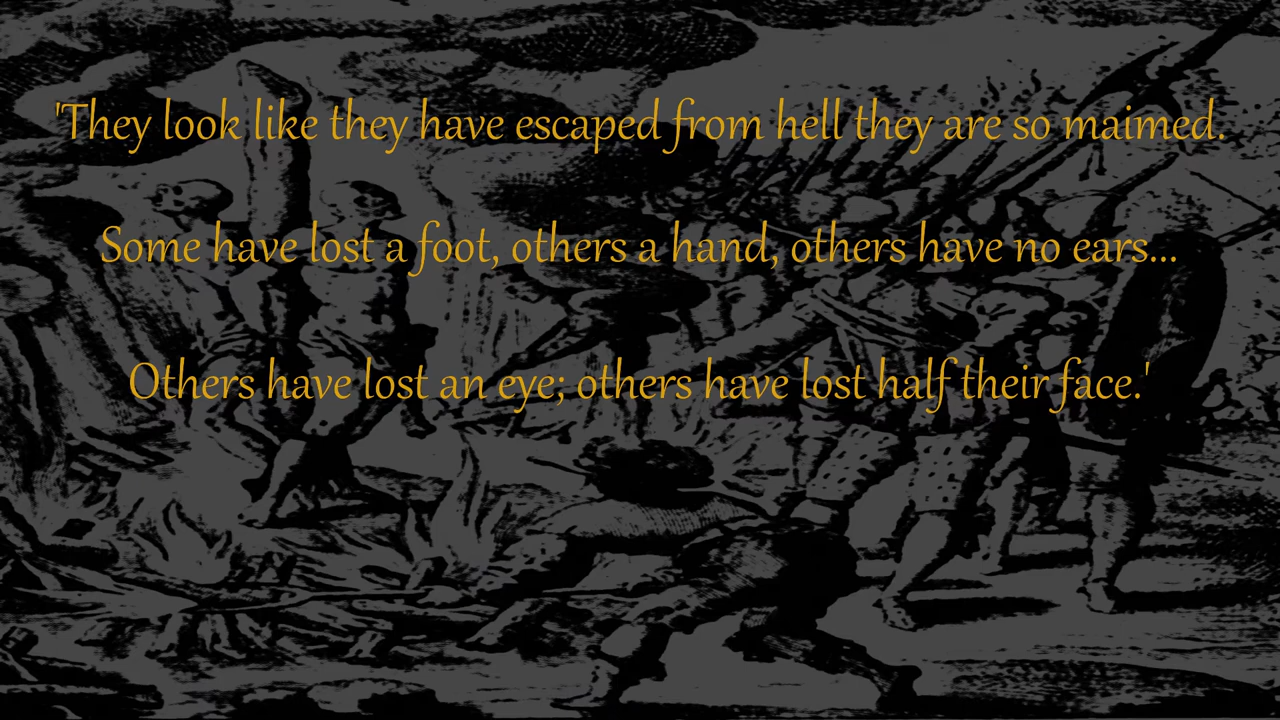 'They look like they have escaped from hell they are so maimed.
Some have lost a foot, others a hand, others have no ears...
Others have lost an eye; others have lost half their face.'